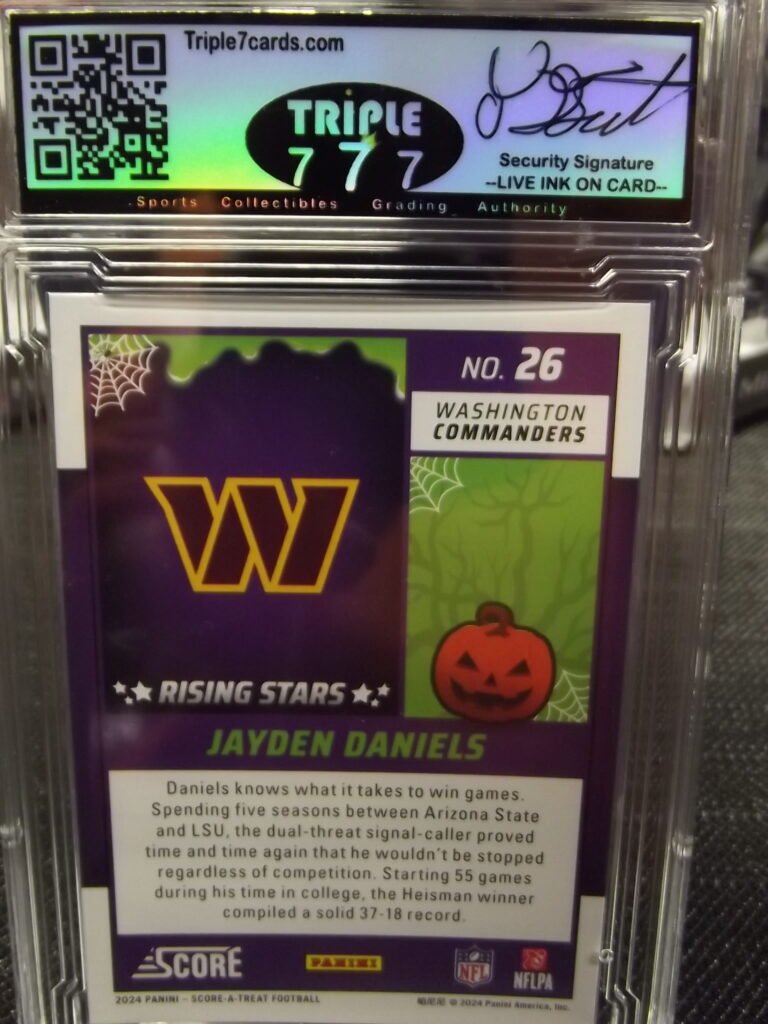 Triple7cards.com
TRiPLE
7 7 7
Security Signature
--LIVE INK ON CARD--
Sports Collectibles Grading Authority
NO. 26
WASHINGTON
COMMANDERS
W
RISING STARS
JAYDEN DANIELS
Daniels knows what it takes to win games.
Spending five seasons between Arizona State
and LSU, the dual-threat signal-caller proved
time and time again that he wouldn't be stopped
regardless of competition. Starting 55 games
during his time in college, the Heisman winner
compiled a solid 37-18 record.
SCORE
PANINI
NFL
NFLPA
2024 PANINI – SCORE-A-TREAT FOOTBALL
© 2024 Panini America, Inc.